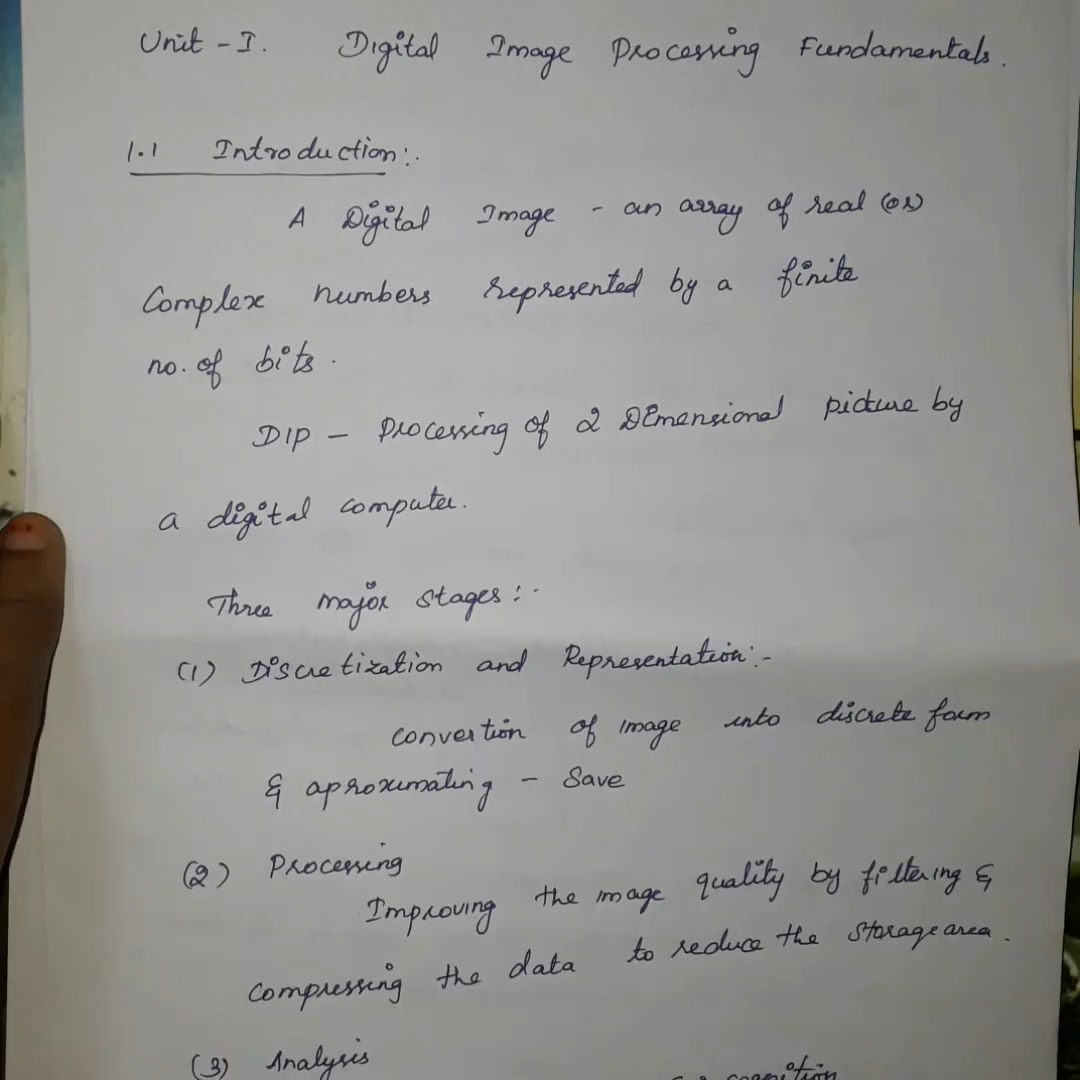 Unit - I. Digital Image Processing Fundamentals.
1.1 Introduction:.
A Digital Image - an array of real (or)
Complex numbers represented by a finite
no. of bits.
DIP - Processing of 2 Dimensional picture by
a digital computer.
Three major stages:-
(1) Discretization and Representation:-
Convertion of image into discrete form
& aproximating - Save
(2) Processing
Improving the image quality by filtering &
compressing the data to reduce the storage area.
(3) Analysis